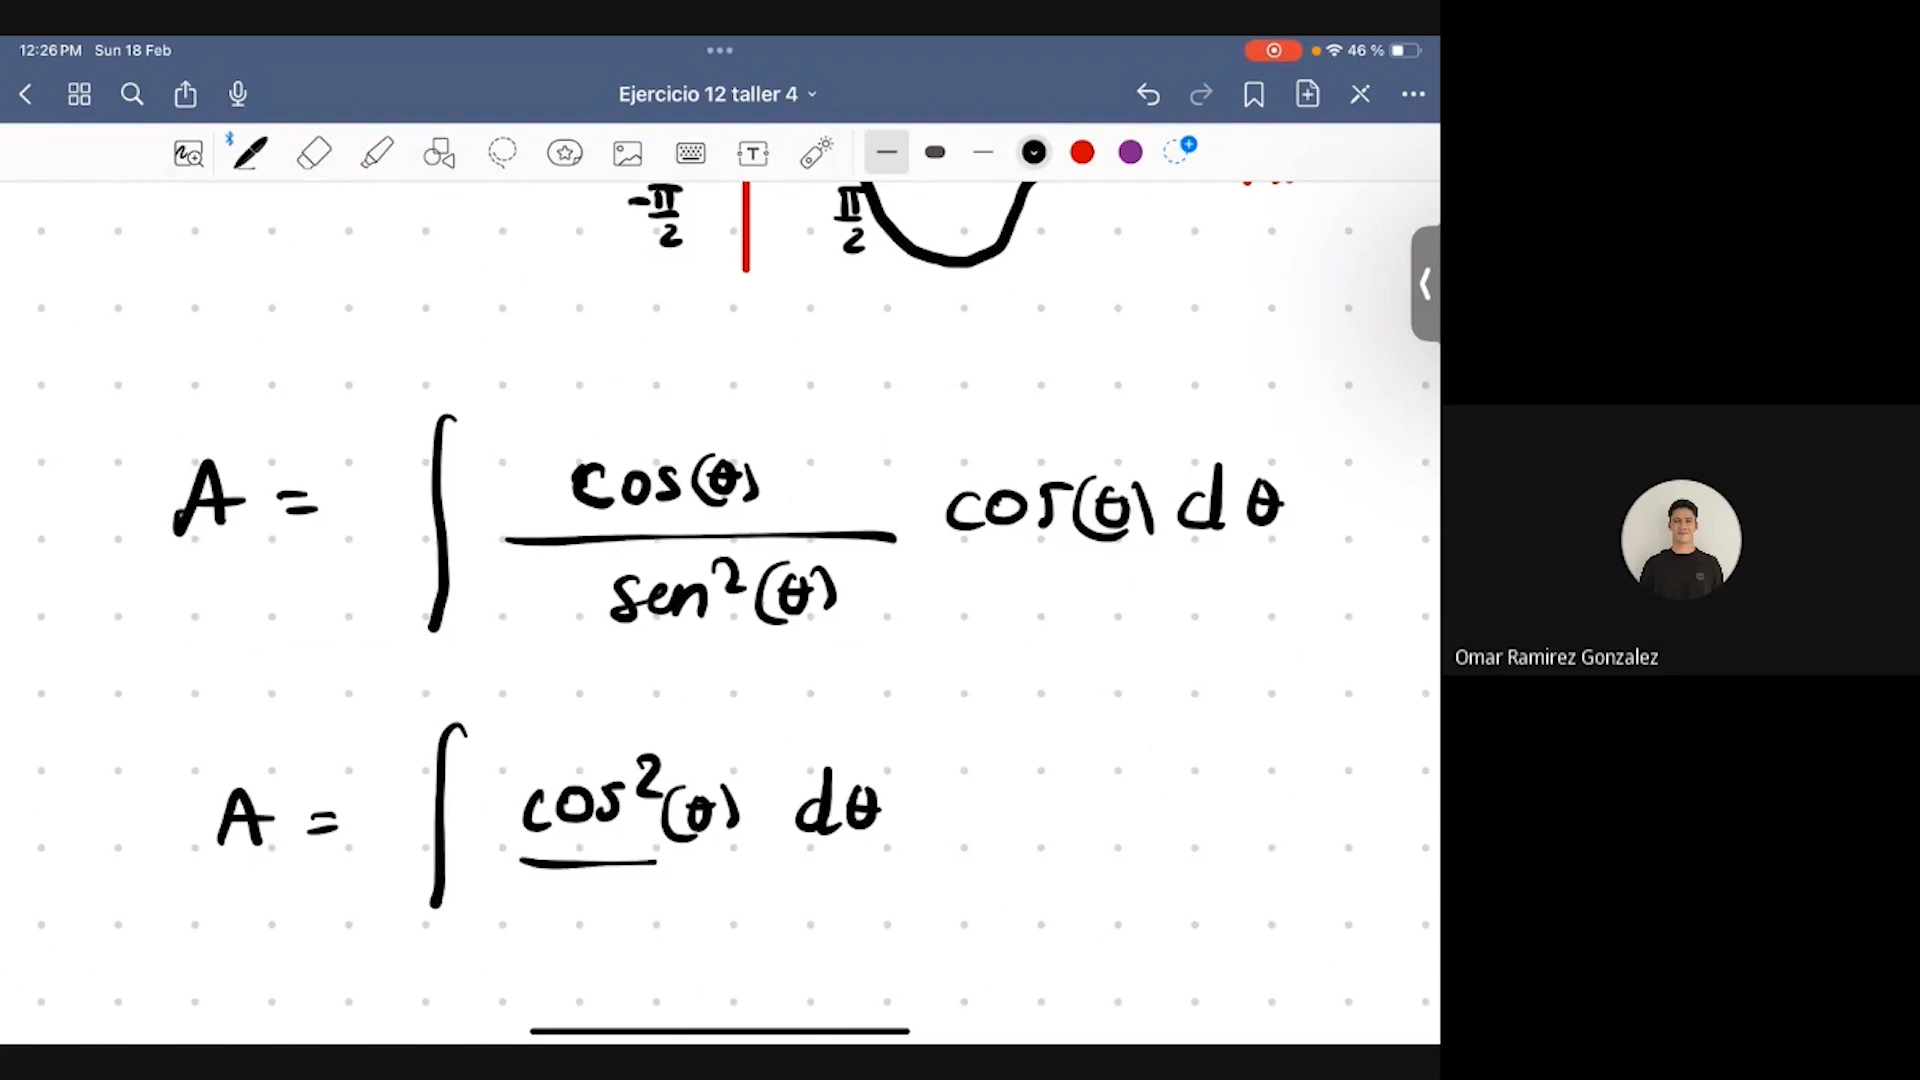 12:26 PM Sun 18 Feb
46 %
Ejercicio 12 taller 4
T
-π/2 π/2
A = ∫ cos(θ)/sen²(θ) cos(θ) dθ
A = ∫ cos²(θ) dθ
Omar Ramirez Gonzalez